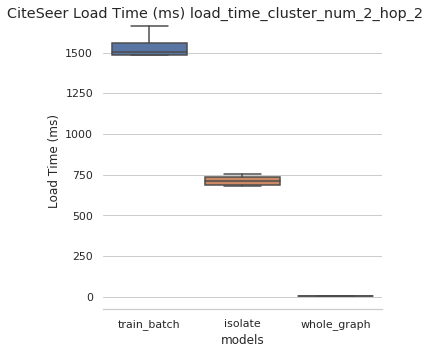 CiteSeer Load Time (ms) load_time_cluster_num_2_hop_2
Load Time (ms)
1500
1250
1000
750
500
250
0
train_batch
isolate
whole_graph
models